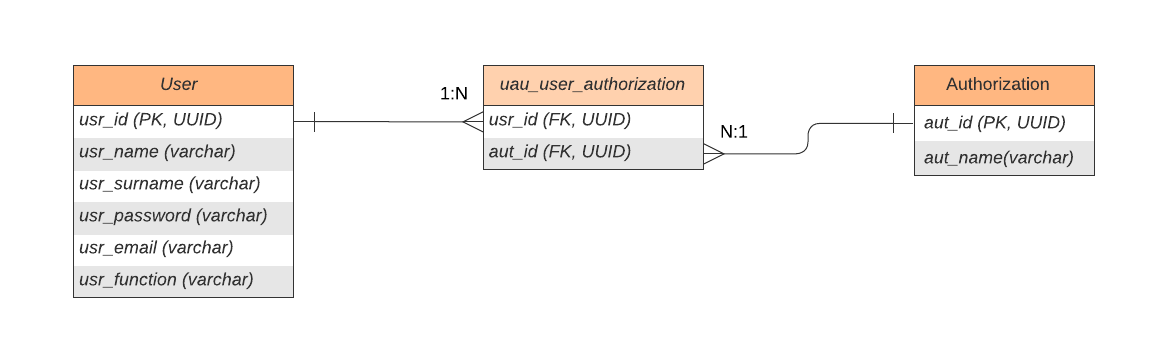 User
usr_id (PK, UUID)
usr_name (varchar)
usr_surname (varchar)
usr_password (varchar)
usr_email (varchar)
usr_function (varchar)
1:N
uau_user_authorization
usr_id (FK, UUID)
aut_id (FK, UUID)
N:1
Authorization
aut_id (PK, UUID)
aut_name(varchar)